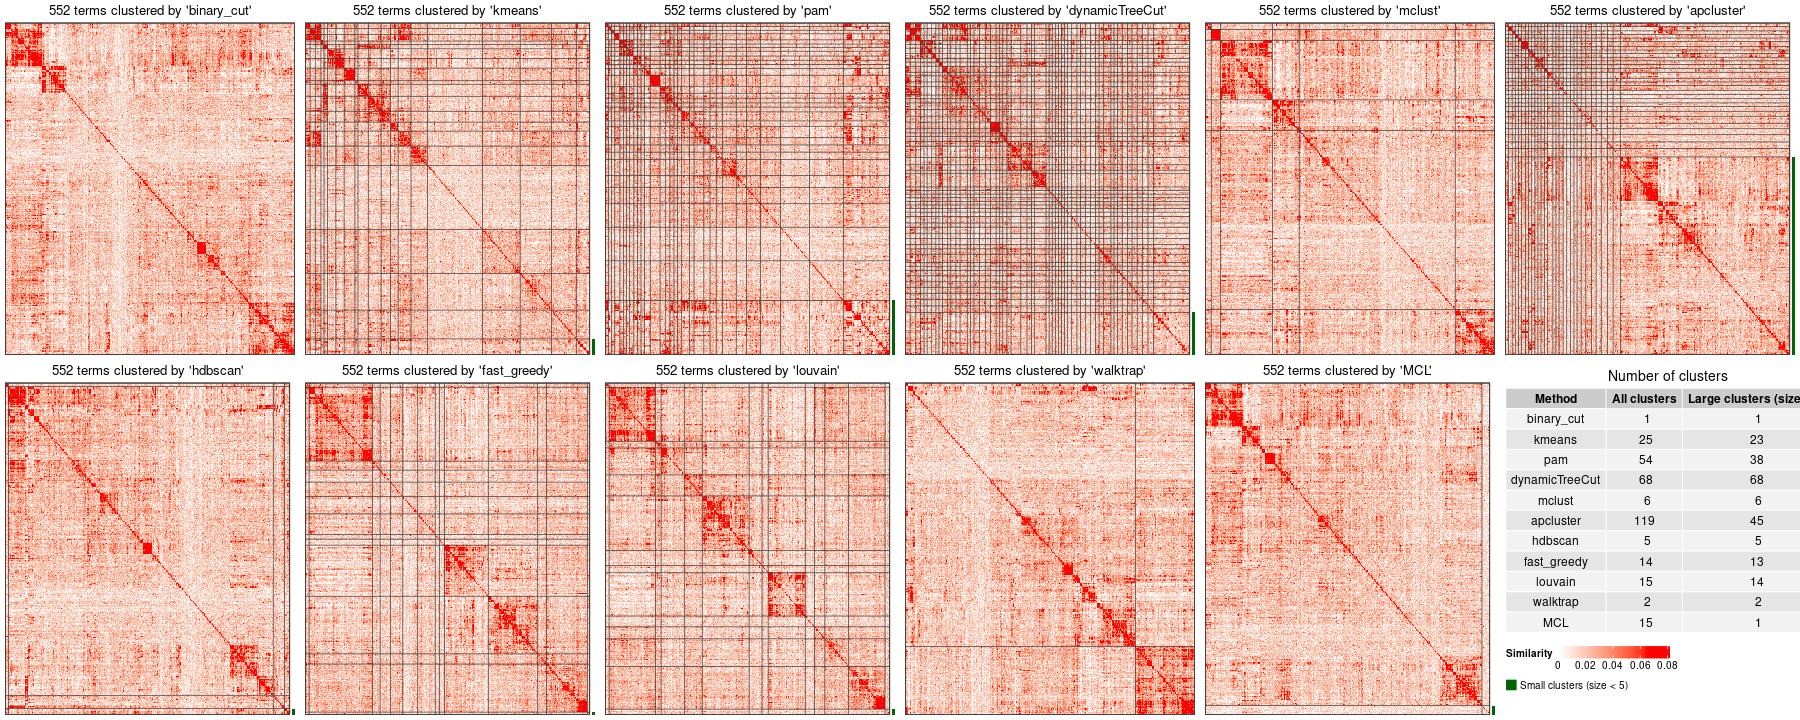 552 terms clustered by 'binary_cut'
552 terms clustered by 'kmeans'
552 terms clustered by 'pam'
552 terms clustered by 'dynamicTreeCut'
552 terms clustered by 'mclust'
552 terms clustered by 'apcluster'
552 terms clustered by 'hdbscan'
552 terms clustered by 'fast_greedy'
552 terms clustered by 'louvain'
552 terms clustered by 'walktrap'
552 terms clustered by 'MCL'
Number of clusters
Method All clusters Large clusters (size
binary_cut 1 1
kmeans 25 23
pam 54 38
dynamicTreeCut 68 68
mclust 6 6
apcluster 119 45
hdbscan 5 5
fast_greedy 14 13
louvain 15 14
walktrap 2 2
MCL 15 1
Similarity
0 0.02 0.04 0.06 0.08
Small clusters (size < 5)